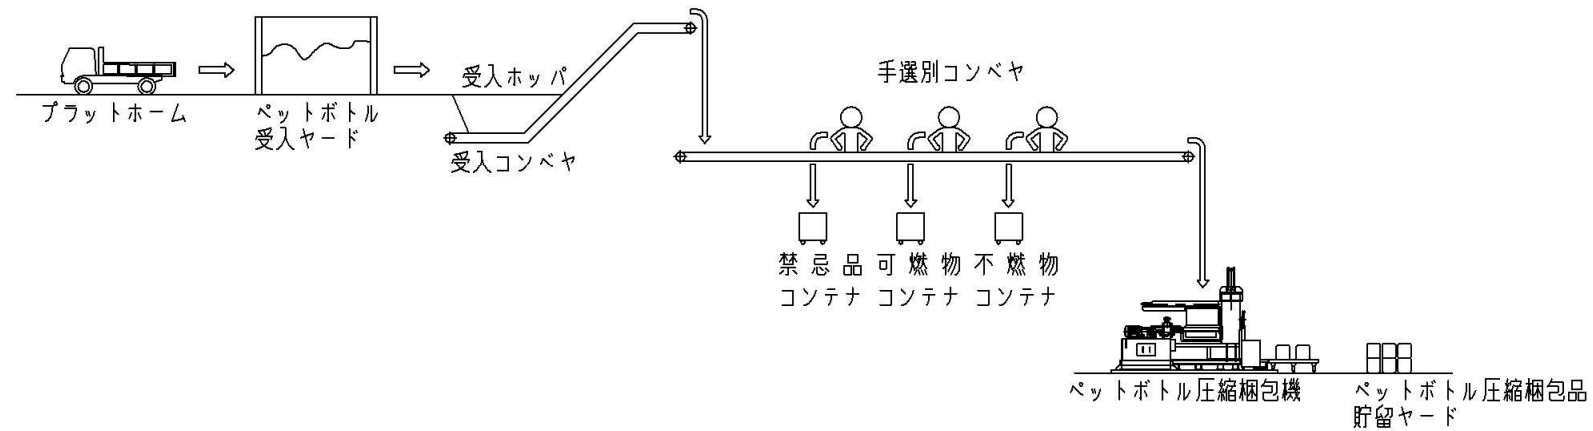 プラットホーム
ペットボトル
受入ヤード
受入ホッパ
受入コンベヤ
手選別コンベヤ
禁忌品
コンテナ
可燃物
コンテナ
不燃物
コンテナ
ペットボトル圧縮梱包機
ペットボトル圧縮梱包品
貯留ヤード